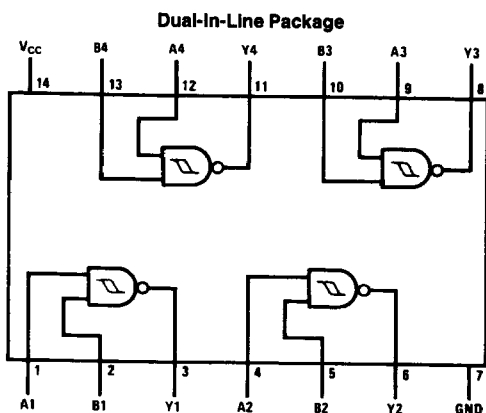 Dual-In-Line Package
VCC B4 A4 Y4 B3 A3 Y3
14 13 12 11 10 9 8
1 2 3 4 5 6 7
A1 B1 Y1 A2 B2 Y2 GND